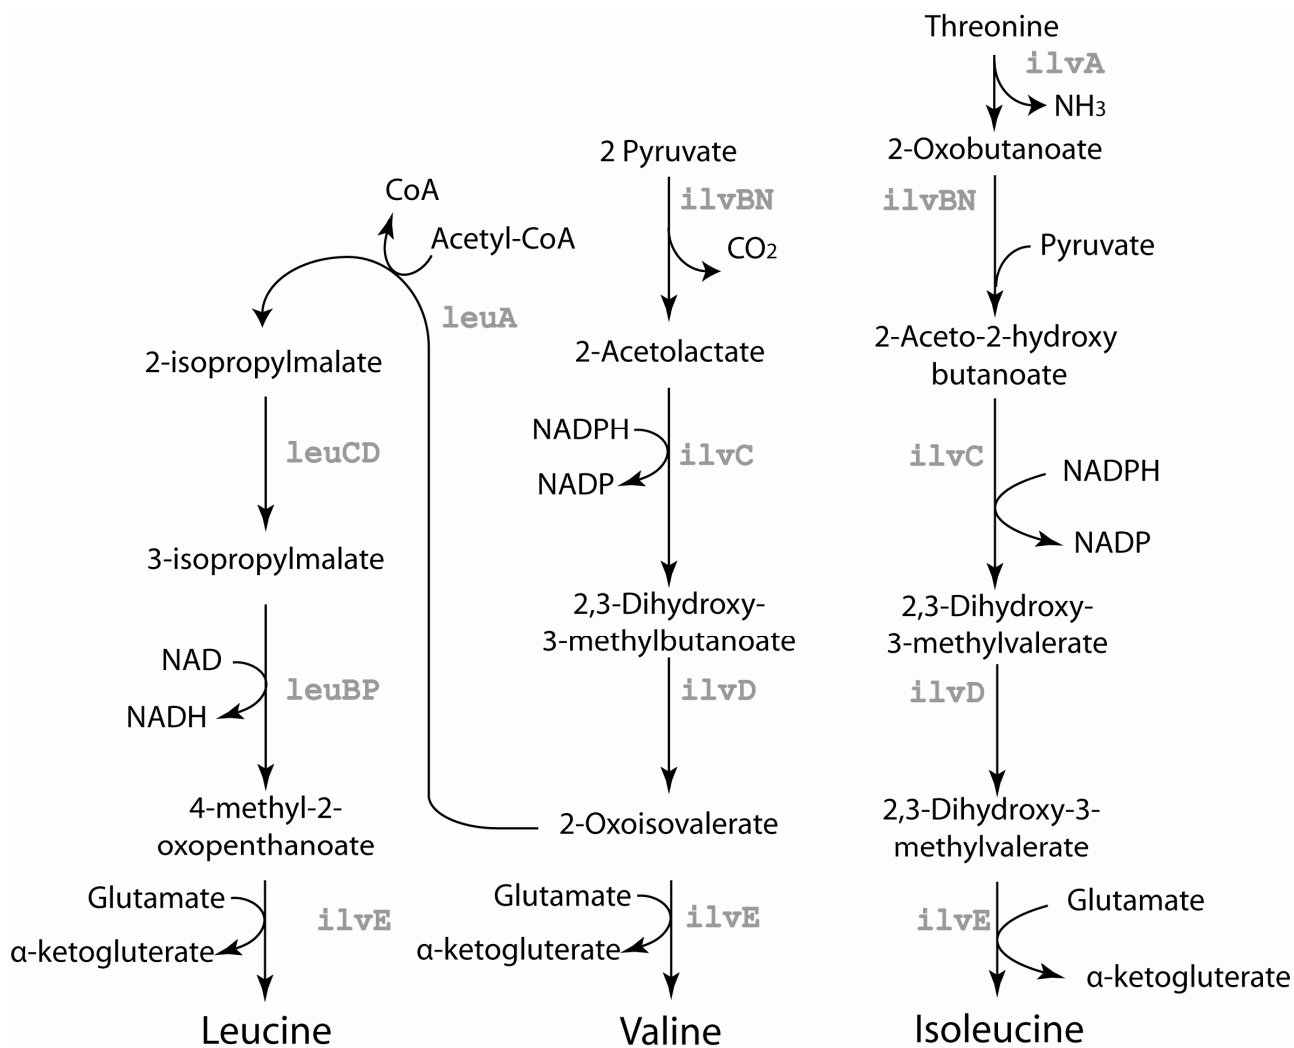 Threonine
ilvA
NH3
2-Oxobutanoate
2 Pyruvate
ilvBN
ilvBN
CoA
Acetyl-CoA
CO2
Pyruvate
leuA
2-Aceto-2-hydroxy
butanoate
2-isopropylmalate
2-Acetolactate
leuCD
NADPH
NADP
ilvC
ilvC
NADPH
NADP
3-isopropylmalate
2,3-Dihydroxy-
3-methylbutanoate
2,3-Dihydroxy-
3-methylvalerate
NAD
NADH
leuBP
ilvD
ilvD
4-methyl-2-
oxopenthanoate
2-Oxoisovalerate
2,3-Dihydroxy-3-
methylvalerate
Glutamate
α-ketogluterate
ilvE
Glutamate
α-ketogluterate
ilvE
ilvE
Glutamate
α-ketogluterate
Leucine
Valine
Isoleucine